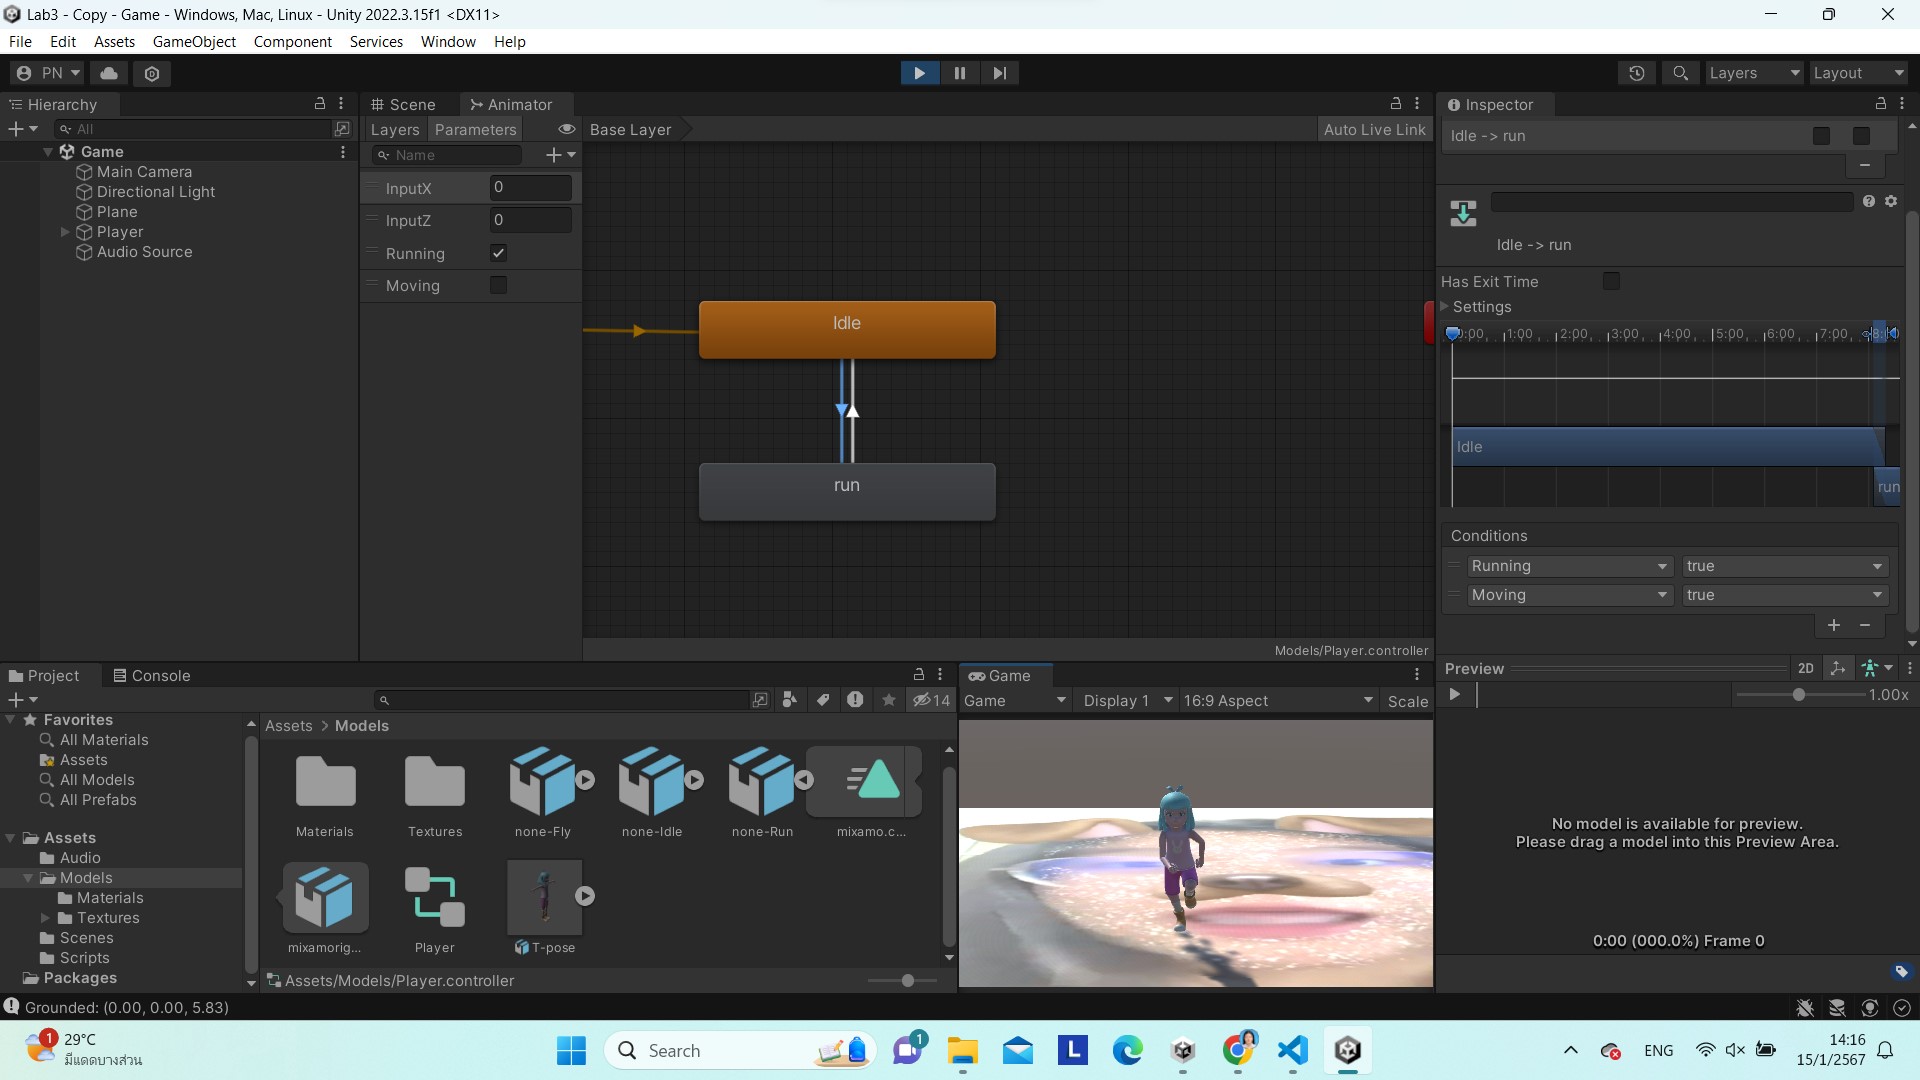 Lab3 - Copy - Game - Windows, Mac, Linux - Unity 2022.3.15f1 <DX11>
File Edit Assets GameObject Component Services Window Help
PN Layers Layout
Hierarchy
All
Game
Main Camera
Directional Light
Plane
Player
Audio Source
Scene Animator
Layers Parameters Base Layer Auto Live Link
Name
InputX 0
InputZ 0
Running
Moving
Idle
run
Models/Player.controller
Inspector
Idle -> run
Idle -> run
Has Exit Time
Settings
0:00 1:00 2:00 3:00 4:00 5:00 6:00 7:00
Idle
run
Conditions
Running true
Moving true
Preview 2D
1.00x
No model is available for preview.
Please drag a model into this Preview Area.
0:00 (000.0%) Frame 0
Project Console
14
Favorites
All Materials
Assets
All Models
All Prefabs
Assets
Audio
Models
Materials
Textures
Scenes
Scripts
Packages
Assets > Models
Materials Textures none-Fly none-Idle none-Run mixamo.c...
mixamorig... Player T-pose
Assets/Models/Player.controller
Game
Game Display 1 16:9 Aspect Scale
Grounded: (0.00, 0.00, 5.83)
1
29°C
มีแดดบางส่วน
Search
1
L
ENG
14:16
15/1/2567